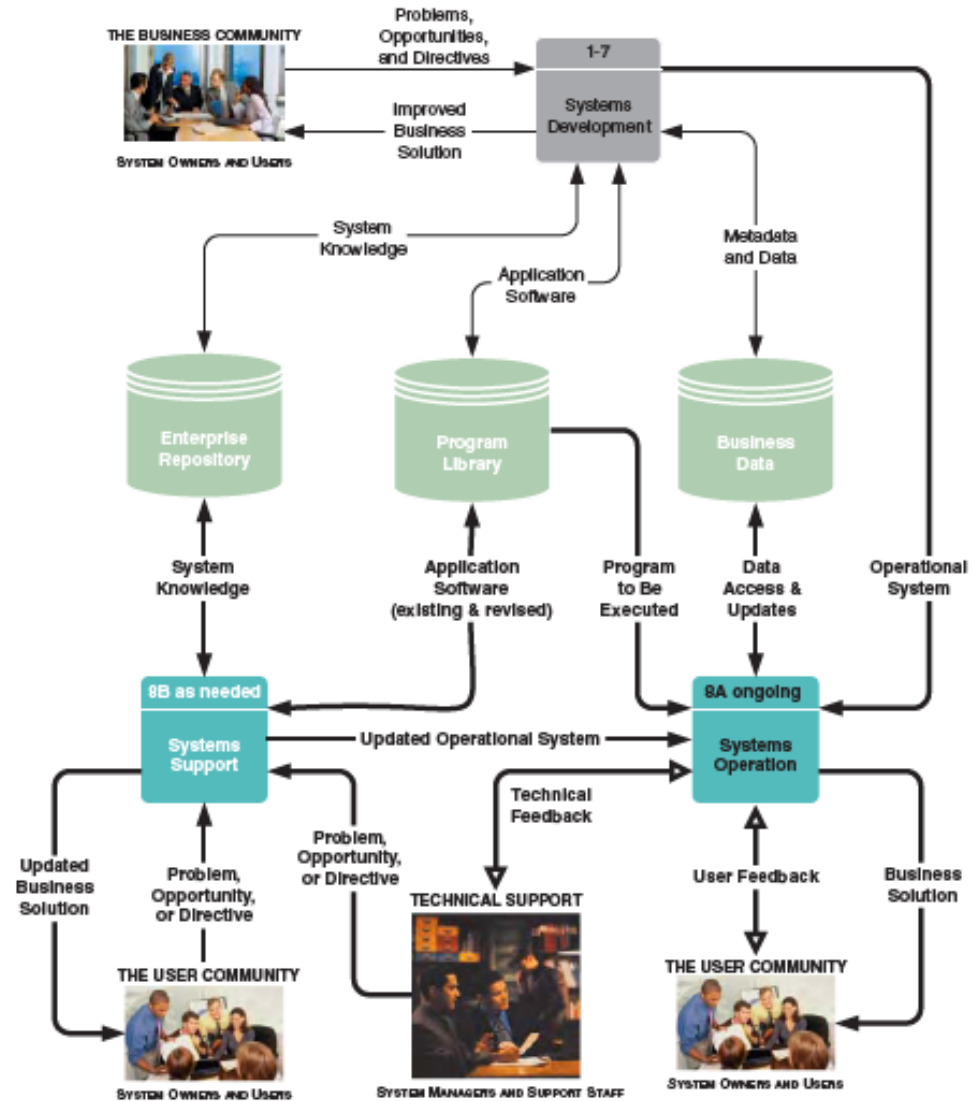 Problems,
Opportunities,
and Directives
THE BUSINESS COMMUNITY
1-7
Systems
Development
Improved
Business
Solution
SYSTEM OWNERS AND USERS
System
Knowledge
Metadata
and Data
Application
Software
Enterprise
Repository
Program
Library
Business
Data
System
Knowledge
Application
Software
(existing & revised)
Program
to Be
Executed
Data
Access &
Updates
Operational
System
8B as needed
8A ongoing
Systems
Support
Updated Operational System
Systems
Operation
Technical
Feedback
Problem,
Opportunity,
or Directive
Updated
Business
Solution
Problem,
Opportunity,
or Directive
User Feedback
Business
Solution
TECHNICAL SUPPORT
THE USER COMMUNITY
THE USER COMMUNITY
SYSTEM OWNERS AND USERS
SYSTEM MANAGERS AND SUPPORT STAFF
SYSTEM OWNERS AND USERS